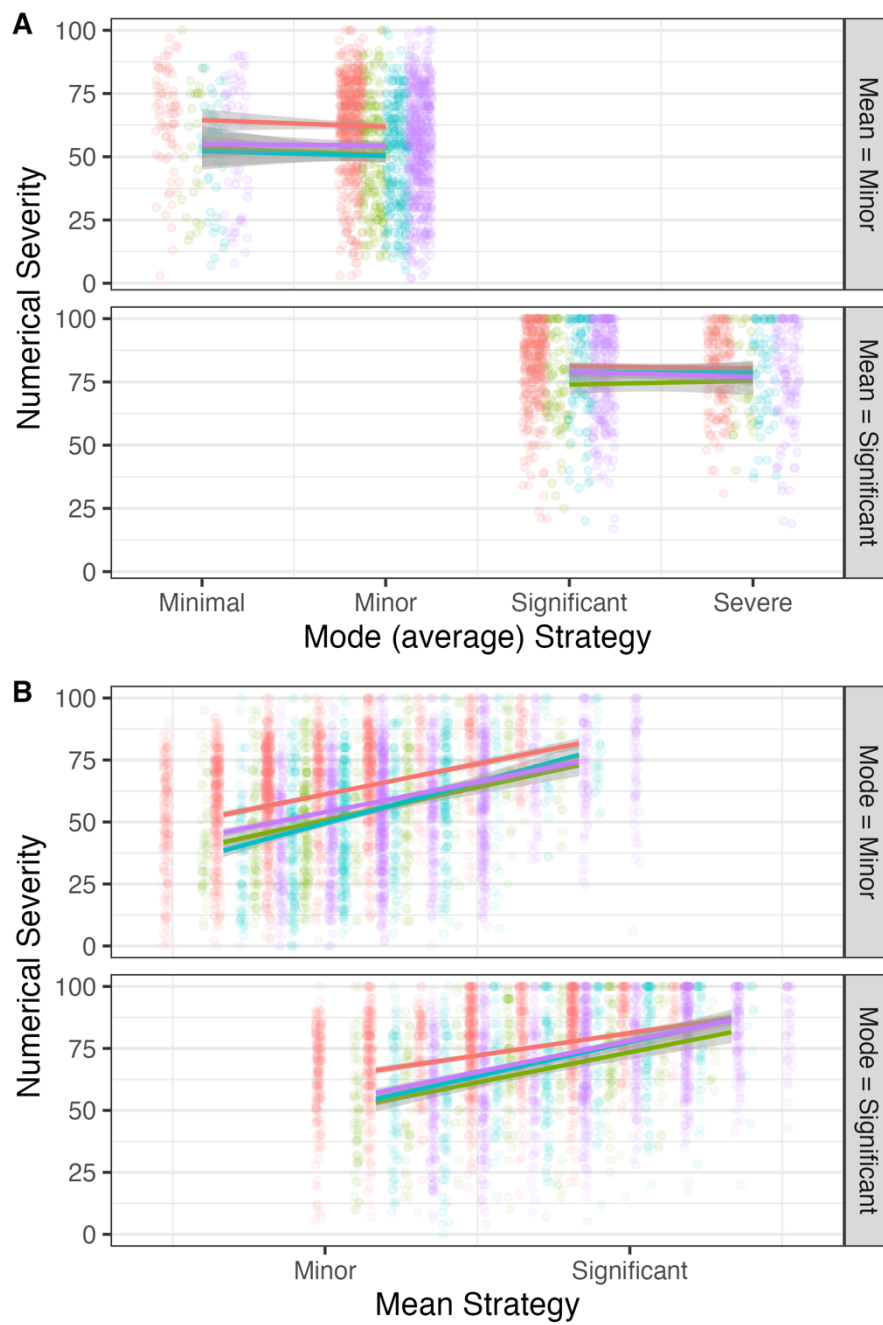 A
100
75
50
25
0
Numerical Severity
Mean = Minor
100
75
50
25
0
Mean = Significant
Minimal
Minor
Significant
Severe
Mode (average) Strategy
B
100
75
50
25
0
Numerical Severity
Mode = Minor
100
75
50
25
0
Mode = Significant
Minor
Significant
Mean Strategy